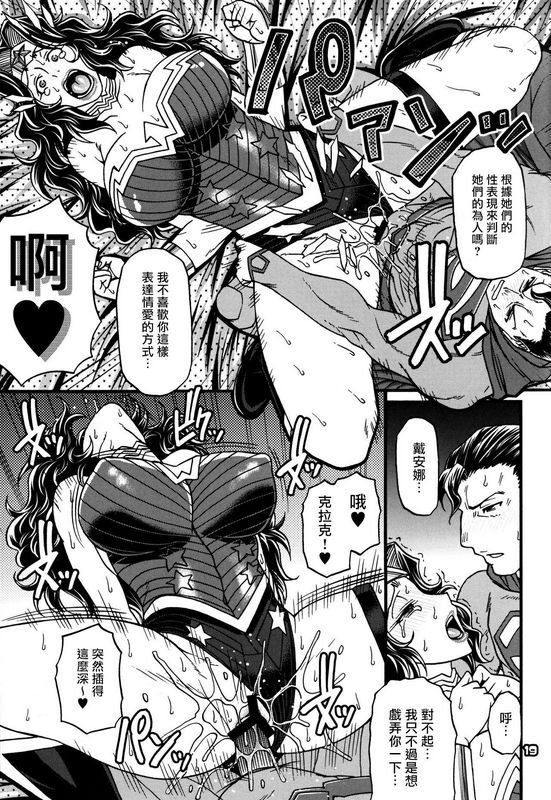 パァンッ
根據她們的
性表現來判斷
她們的為人嗎?
我不喜歡你這樣
表達情愛的方式…
啊♥
戴安娜…
呼…
對不起…
我只不過是想
戲弄你一下…
ビクッ
ズッ
哦♥
克拉克!♥
ズッ
突然插得
這麼深～♥
ズンッ
19